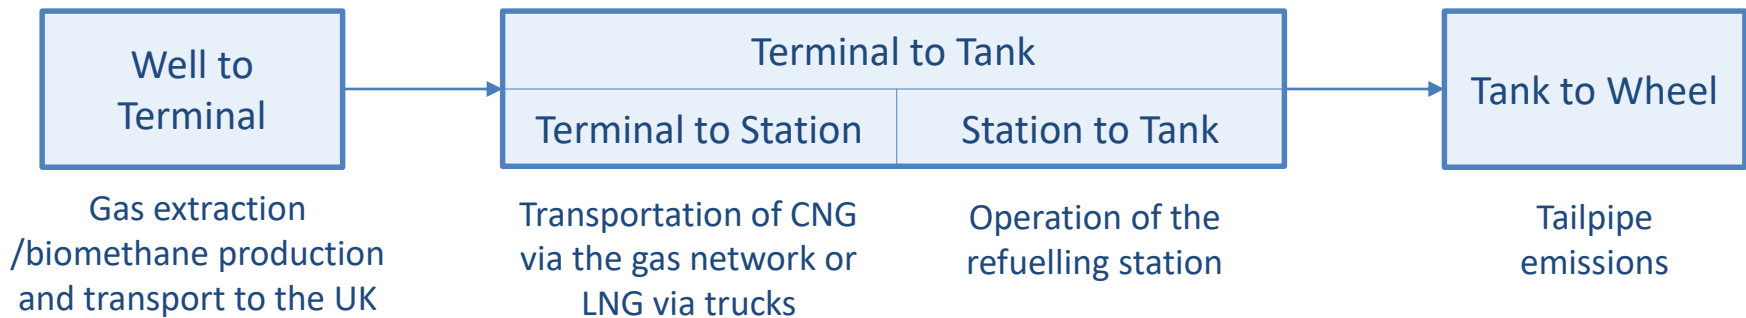 Well to
Terminal
Terminal to Tank
Terminal to Station
Station to Tank
Tank to Wheel
Gas extraction
/biomethane production
and transport to the UK
Transportation of CNG
via the gas network or
LNG via trucks
Operation of the
refuelling station
Tailpipe
emissions